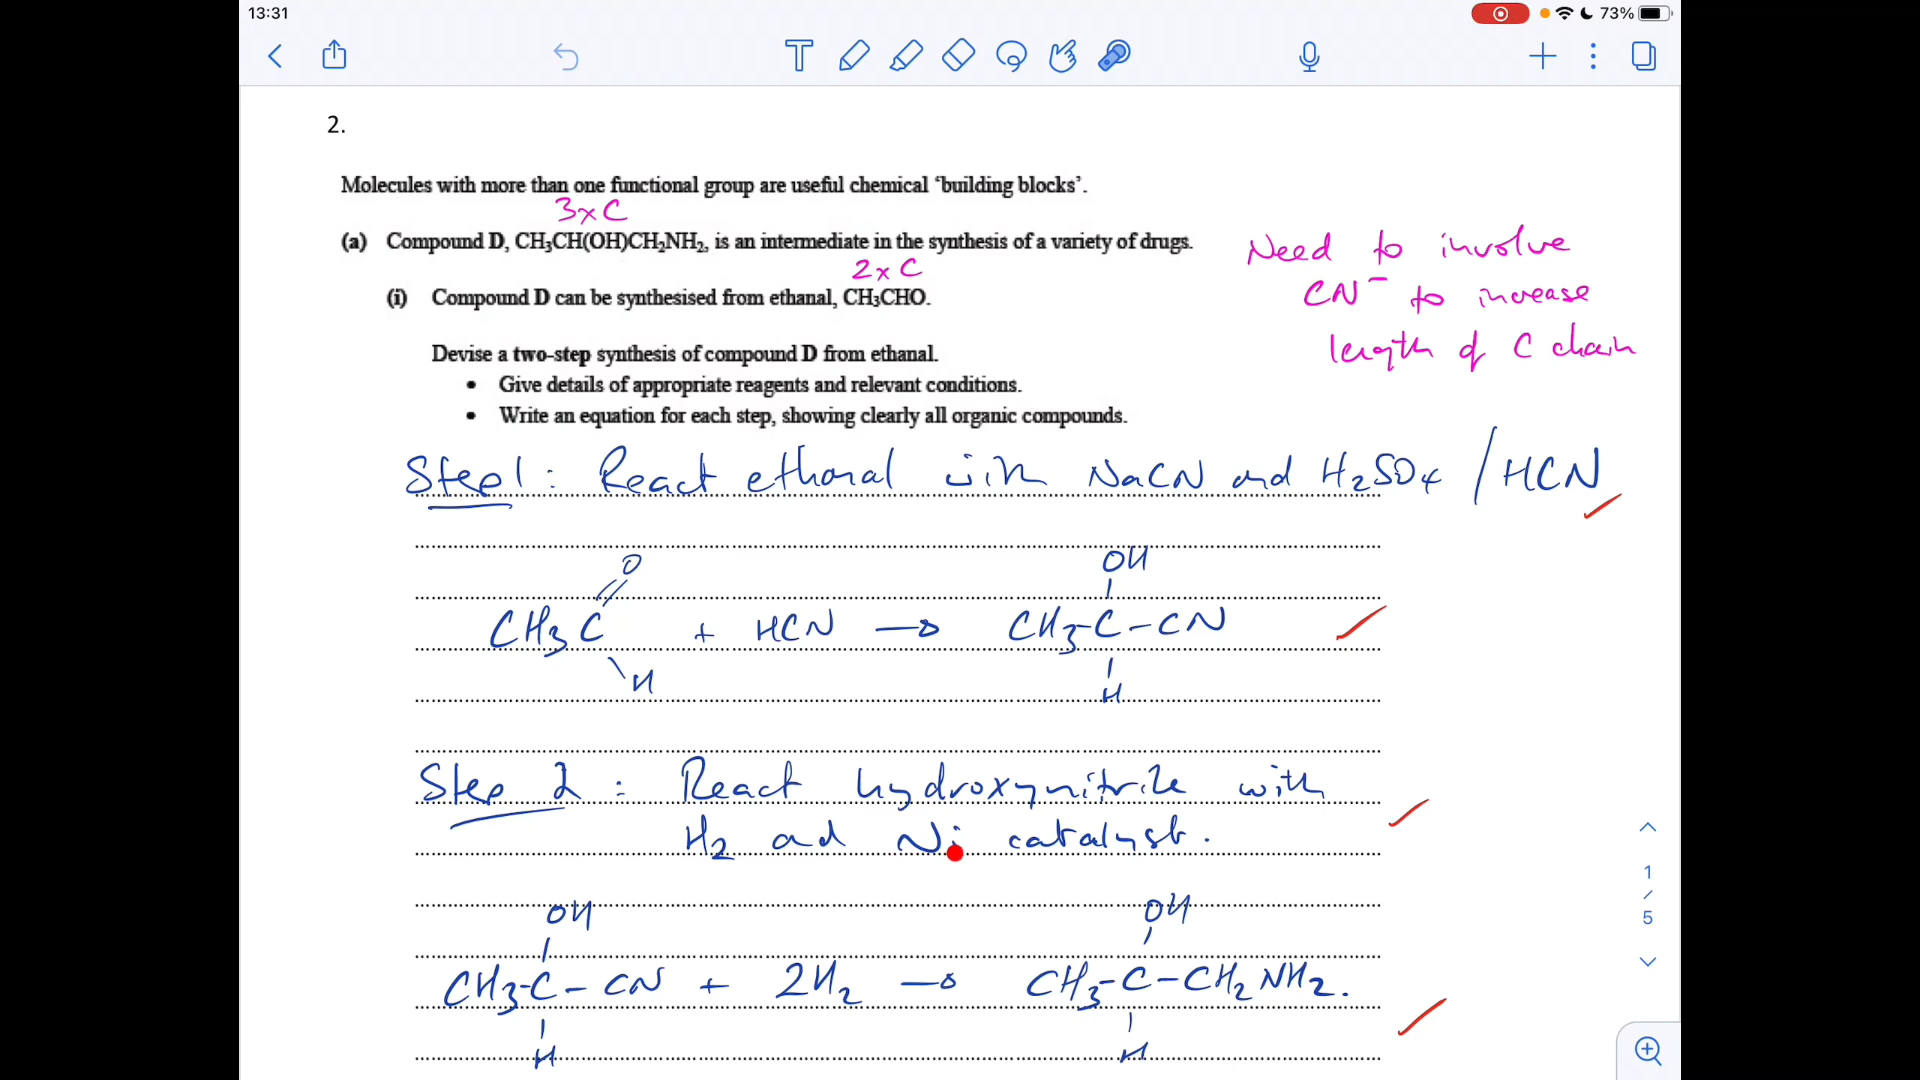 13:31
73%
2.
Molecules with more than one functional group are useful chemical ‘building blocks’.
3xC
(a) Compound D, CH3CH(OH)CH2NH2, is an intermediate in the synthesis of a variety of drugs.
2xC
(i) Compound D can be synthesised from ethanal, CH3CHO.
Need to involve
CN⁻ to increase
length of C chain
Devise a two-step synthesis of compound D from ethanal.
• Give details of appropriate reagents and relevant conditions.
• Write an equation for each step, showing clearly all organic compounds.
Step 1: React ethanal with NaCN and H2SO4 / HCN
O OH
CH3C + HCN → CH3-C-CN
H H
Step 2: React hydroxynitrile with
H2 and Ni catalyst.
OH OH
CH3-C-CN + 2H2 → CH3-C-CH2NH2.
H H
1
/
5